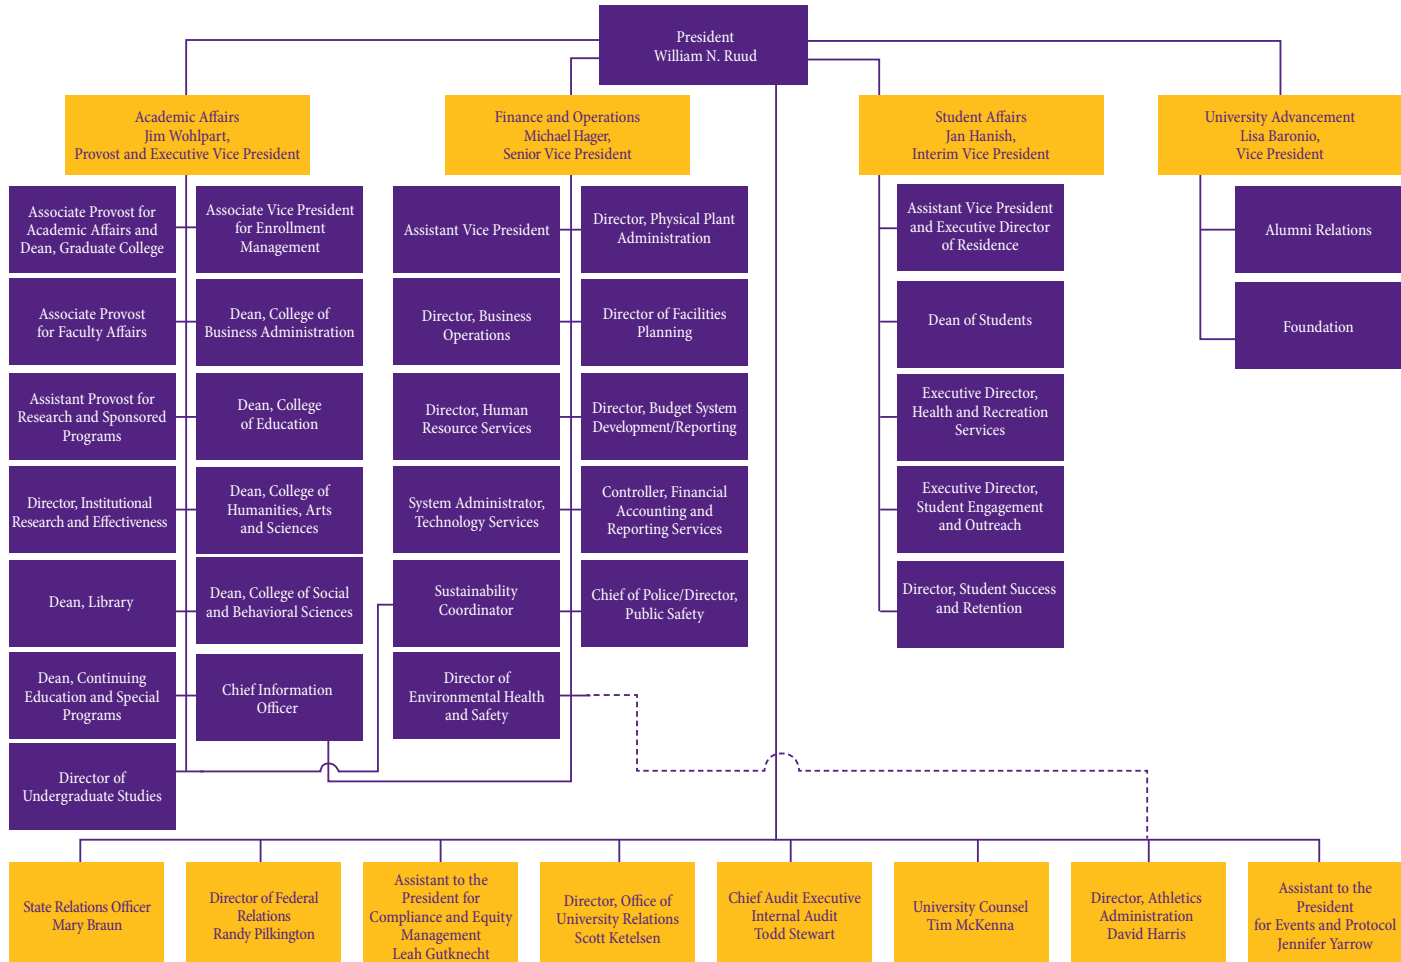 President
William N. Ruud
Academic Affairs
Jim Wohlpart,
Provost and Executive Vice President
Finance and Operations
Michael Hager,
Senior Vice President
Student Affairs
Jan Hanish,
Interim Vice President
University Advancement
Lisa Baronio,
Vice President
Associate Provost for
Academic Affairs and
Dean, Graduate College
Associate Vice President
for Enrollment
Management
Associate Provost
for Faculty Affairs
Dean, College of
Business Administration
Assistant Provost for
Research and Sponsored
Programs
Dean, College
of Education
Director, Institutional
Research and Effectiveness
Dean, College of
Humanities, Arts
and Sciences
Dean, Library
Dean, College of Social
and Behavioral Sciences
Dean, Continuing
Education and Special
Programs
Chief Information
Officer
Director of
Undergraduate Studies
Assistant Vice President
Director, Physical Plant
Administration
Director, Business
Operations
Director of Facilities
Planning
Director, Human
Resource Services
Director, Budget System
Development/Reporting
System Administrator,
Technology Services
Controller, Financial
Accounting and
Reporting Services
Sustainability
Coordinator
Chief of Police/Director,
Public Safety
Director of
Environmental Health
and Safety
Assistant Vice President
and Executive Director
of Residence
Dean of Students
Executive Director,
Health and Recreation
Services
Executive Director,
Student Engagement
and Outreach
Director, Student Success
and Retention
Alumni Relations
Foundation
State Relations Officer
Mary Braun
Director of Federal
Relations
Randy Pilkington
Assistant to the
President for
Compliance and Equity
Management
Leah Gutknecht
Director, Office of
University Relations
Scott Ketelsen
Chief Audit Executive
Internal Audit
Todd Stewart
University Counsel
Tim McKenna
Director, Athletics
Administration
David Harris
Assistant to the
President
for Events and Protocol
Jennifer Yarrow